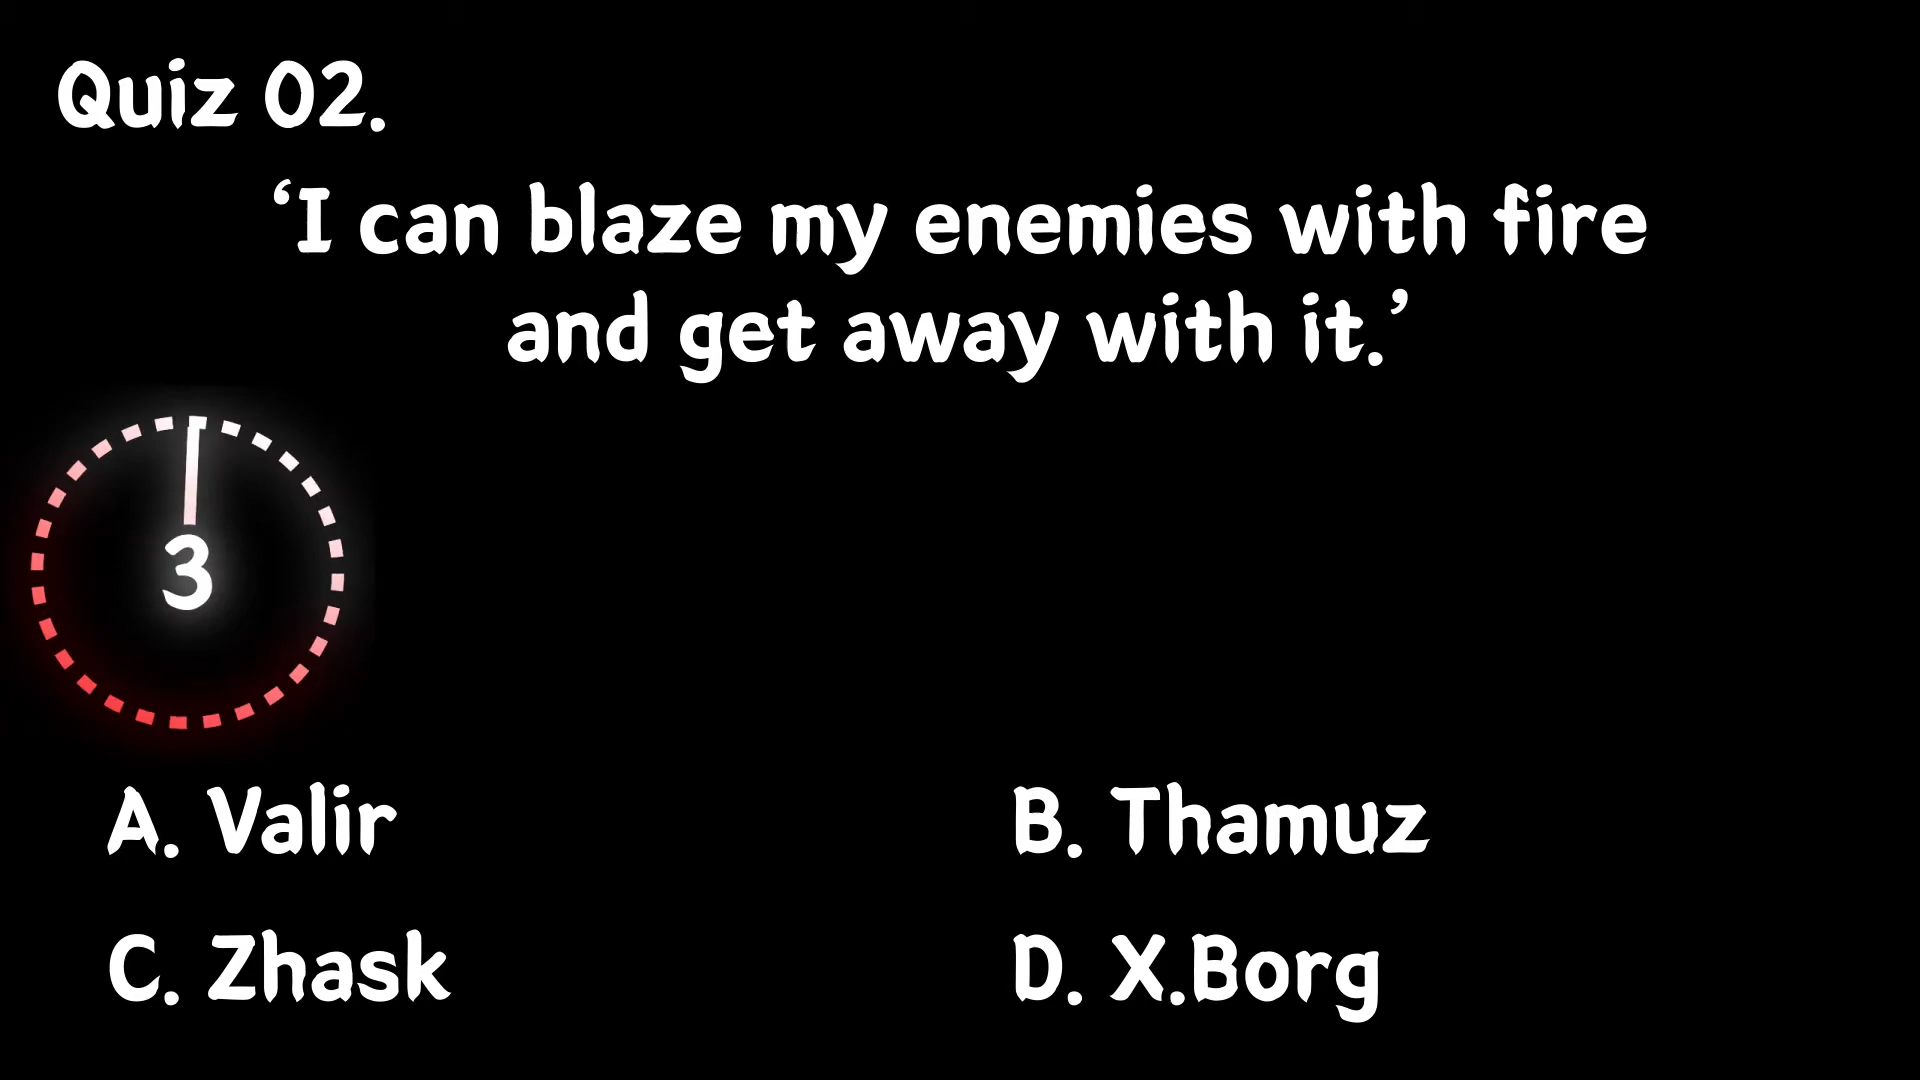 Quiz 02.
‘I can blaze my enemies with fire
and get away with it.’
3
A. Valir
B. Thamuz
C. Zhask
D. X.Borg